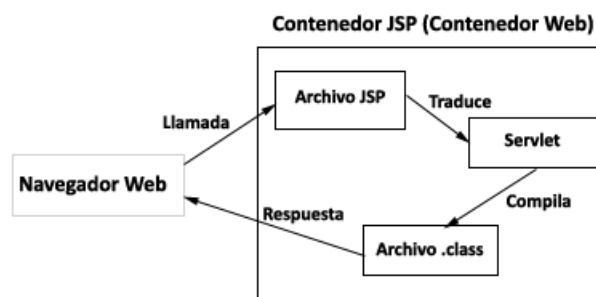 Contenedor JSP (Contenedor Web)
Archivo JSP
Llamada
Traduce
Servlet
Navegador Web
Compila
Respuesta
Archivo .class